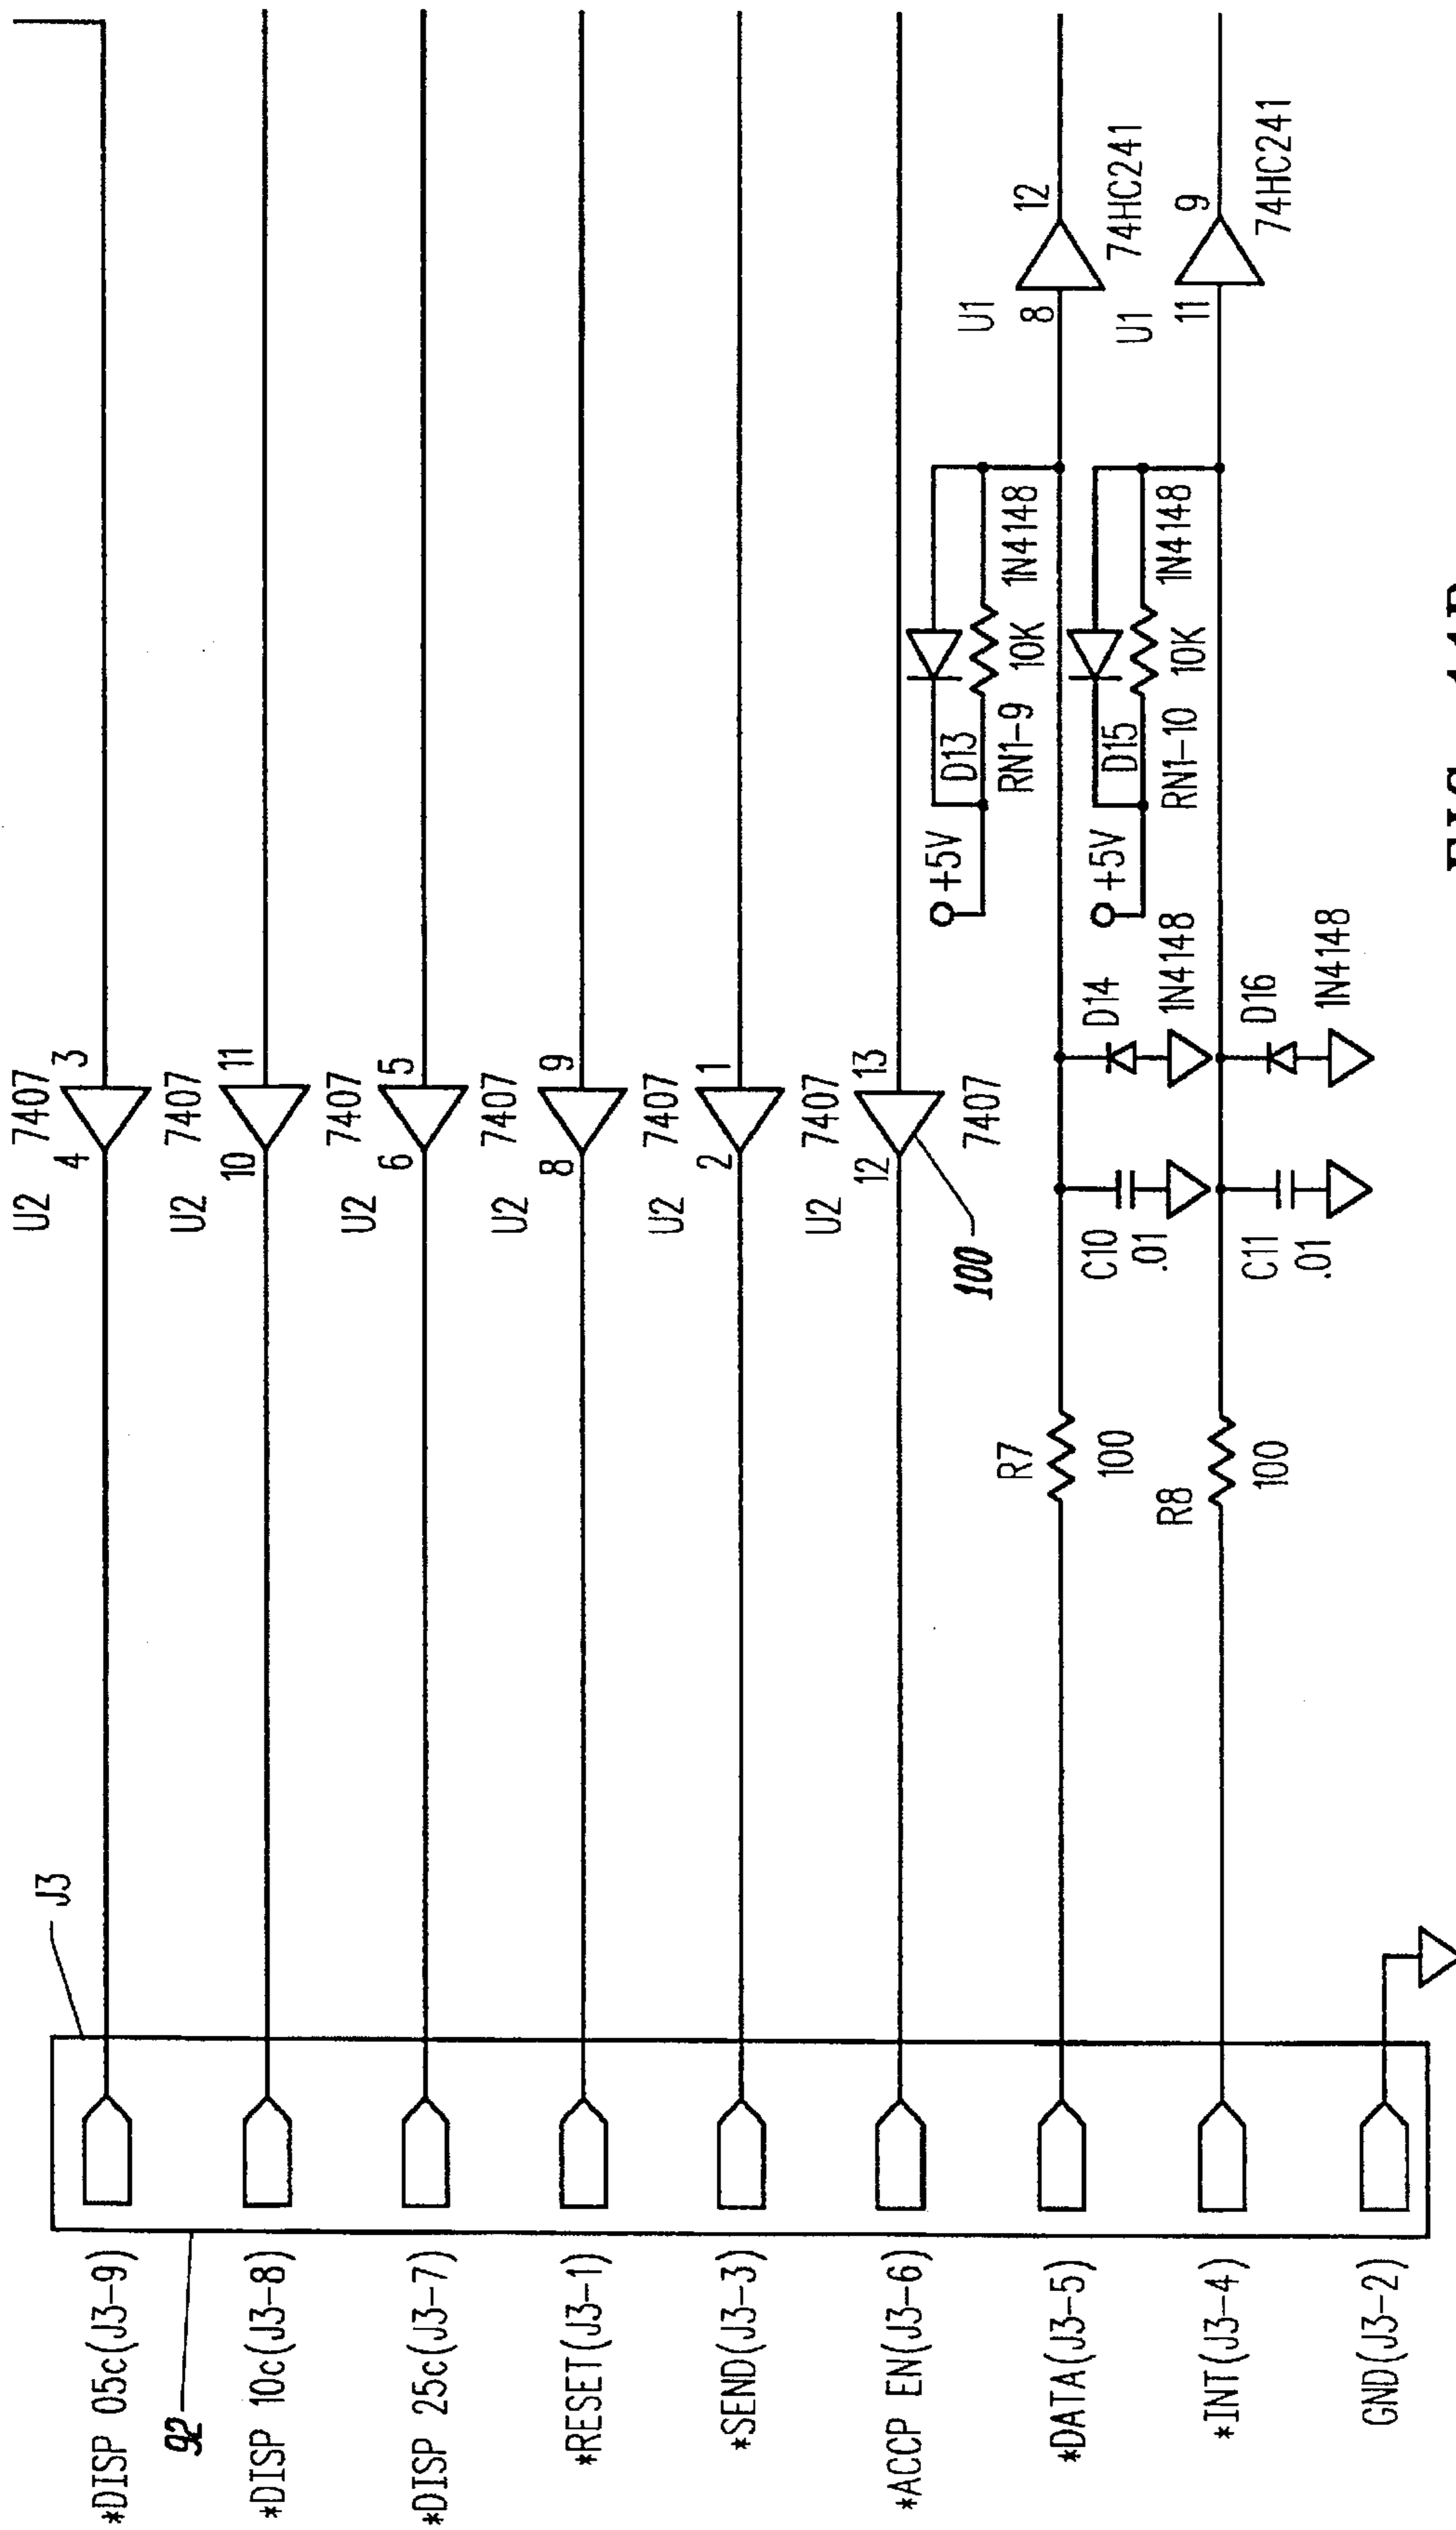 *DISP 05c(J3-9)
92
J3
U2
7407
4
3
*DISP 10c(J3-8)
U2
7407
10
11
*DISP 25c(J3-7)
U2
7407
6
5
*RESET(J3-1)
U2
7407
8
9
*SEND(J3-3)
U2
7407
2
1
*ACCP EN(J3-6)
U2
7407
12
13
100
7407
+5V
D13
RN1-9
10K
1N4148
*DATA(J3-5)
R7
100
C10
.01
D14
1N4148
U1
8
12
74HC241
+5V
D15
RN1-10
10K
1N4148
*INT(J3-4)
R8
100
C11
.01
D16
1N4148
U1
11
9
74HC241
GND(J3-2)